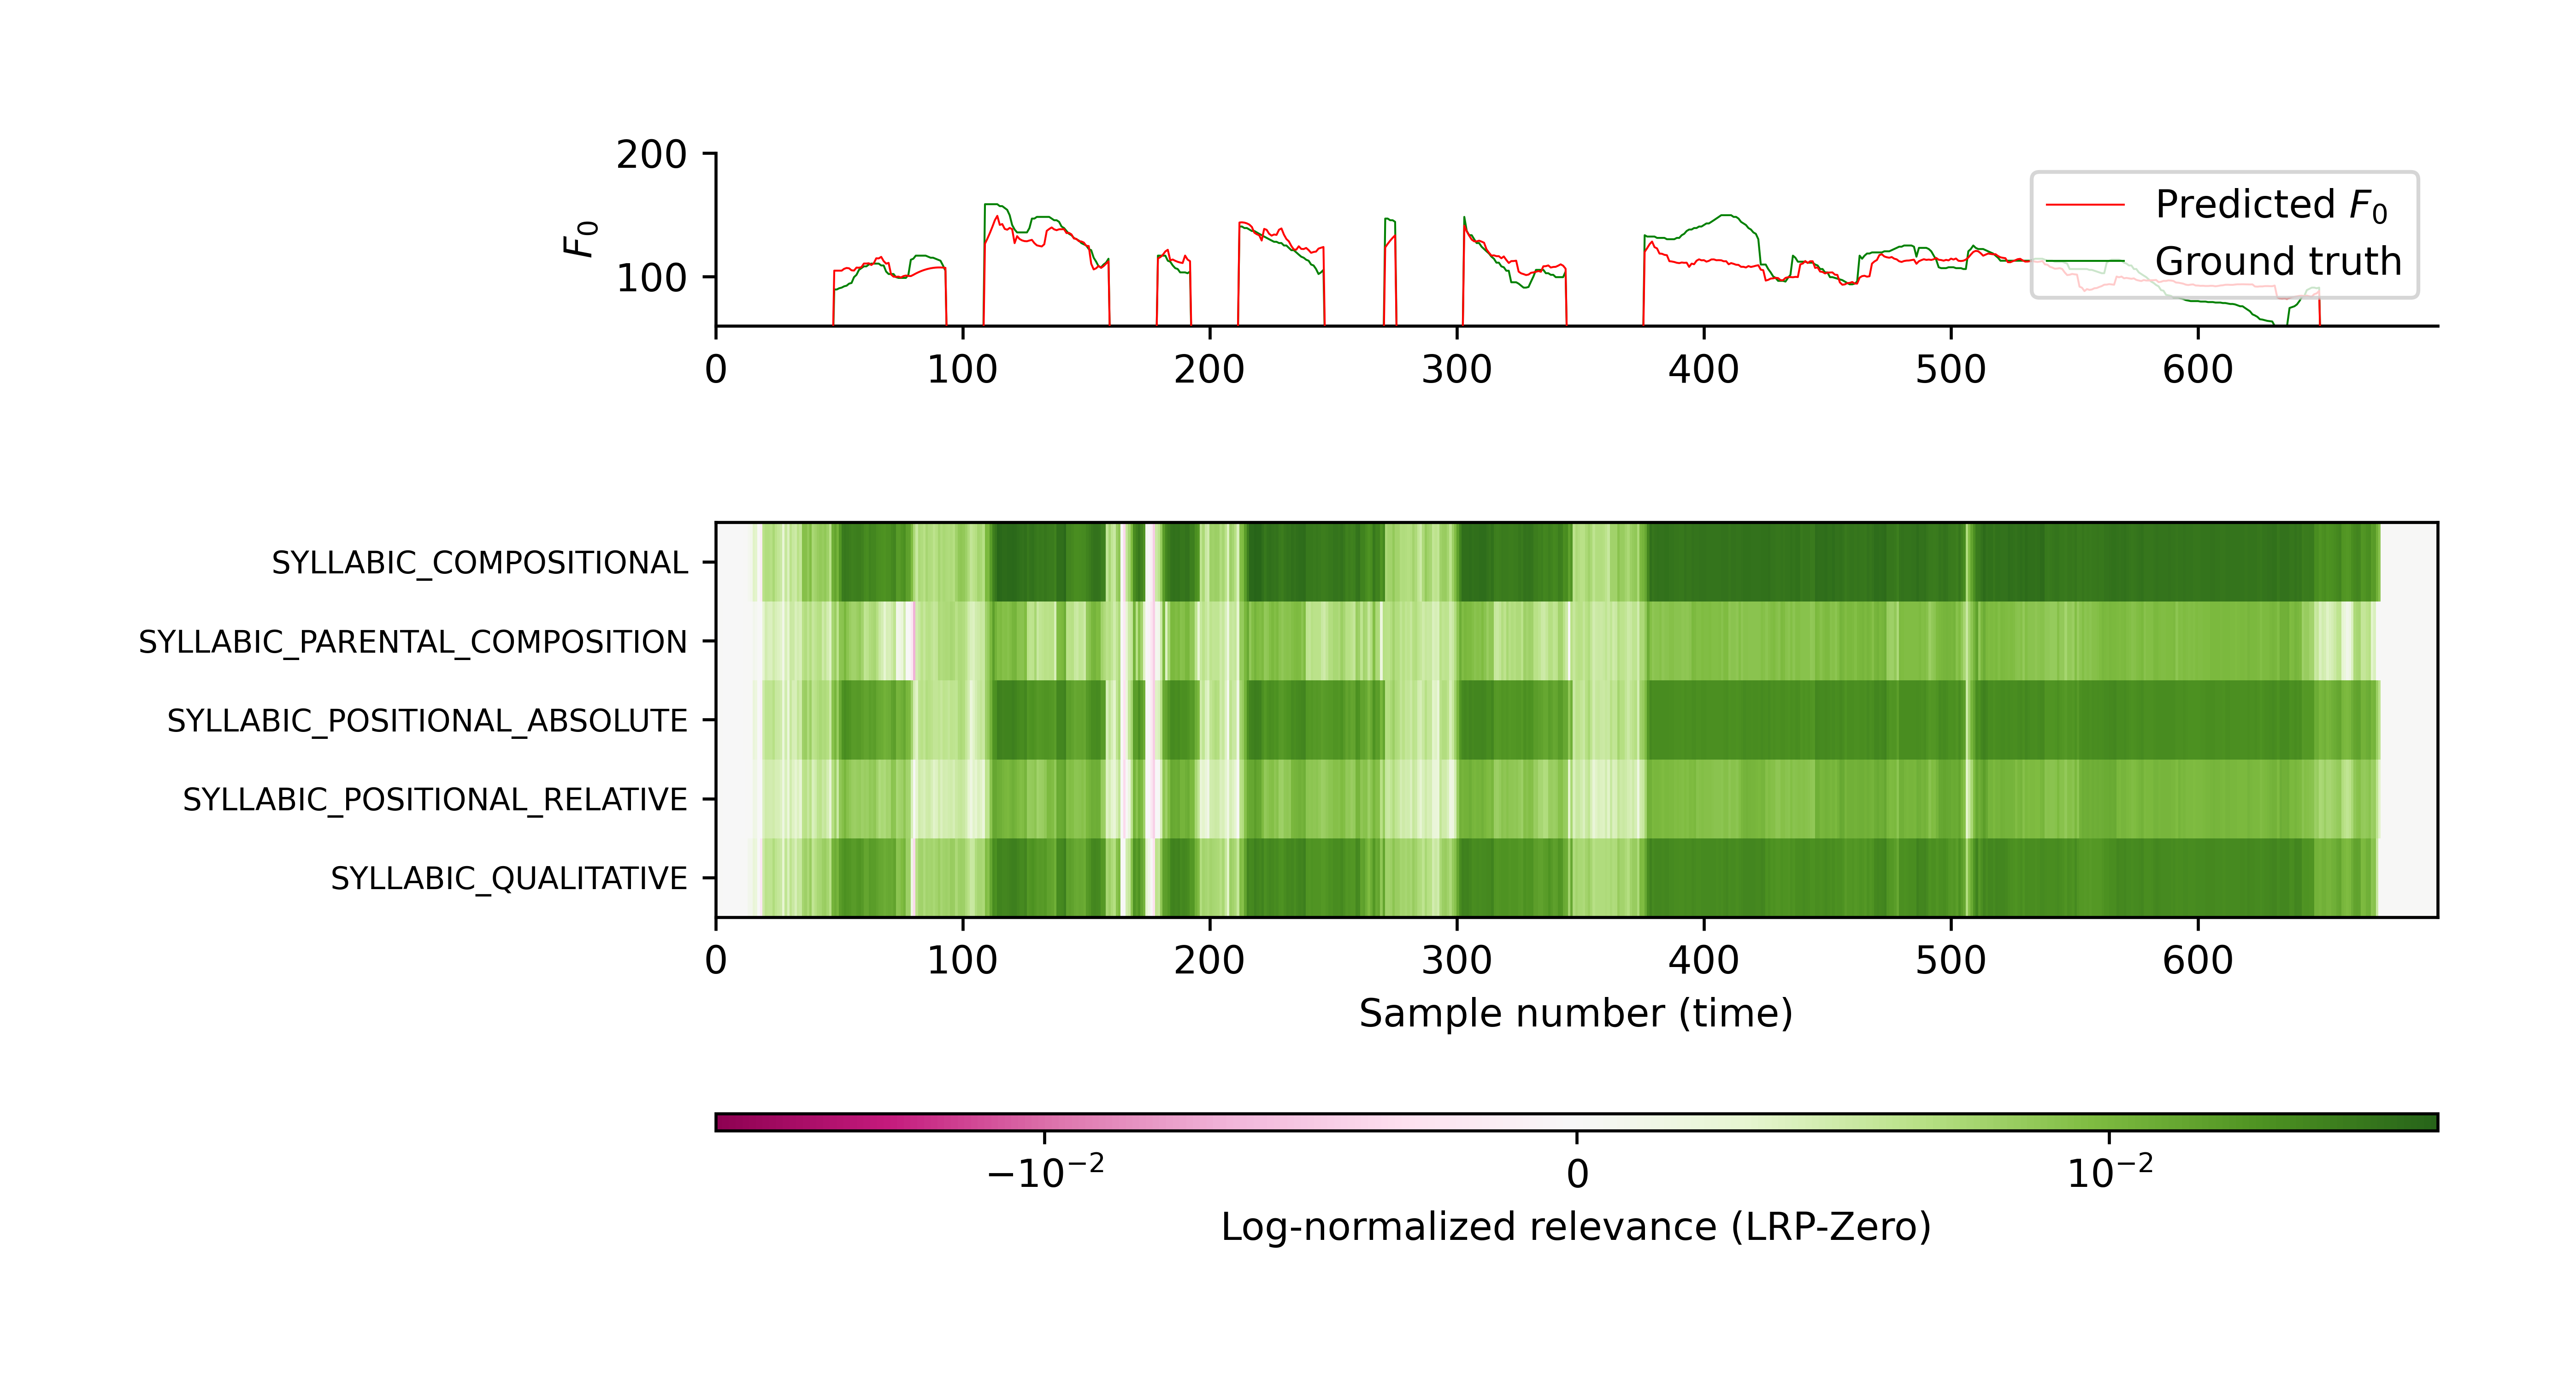 200
100
F₀
Predicted F₀
Ground truth
0 100 200 300 400 500 600
SYLLABIC_COMPOSITIONAL
SYLLABIC_PARENTAL_COMPOSITION
SYLLABIC_POSITIONAL_ABSOLUTE
SYLLABIC_POSITIONAL_RELATIVE
SYLLABIC_QUALITATIVE
0 100 200 300 400 500 600
Sample number (time)
−10⁻² 0 10⁻²
Log-normalized relevance (LRP-Zero)